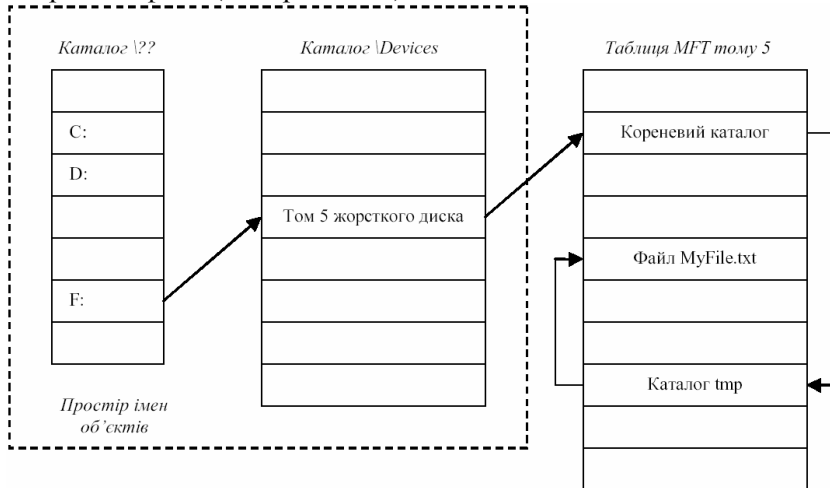 Каталог \??
Каталог \Devices
Таблиця MFT тому 5
C:
Кореневий каталог
D:
Том 5 жорсткого диска
Файл MyFile.txt
F:
Каталог tmp
Простір імен
об’єктів